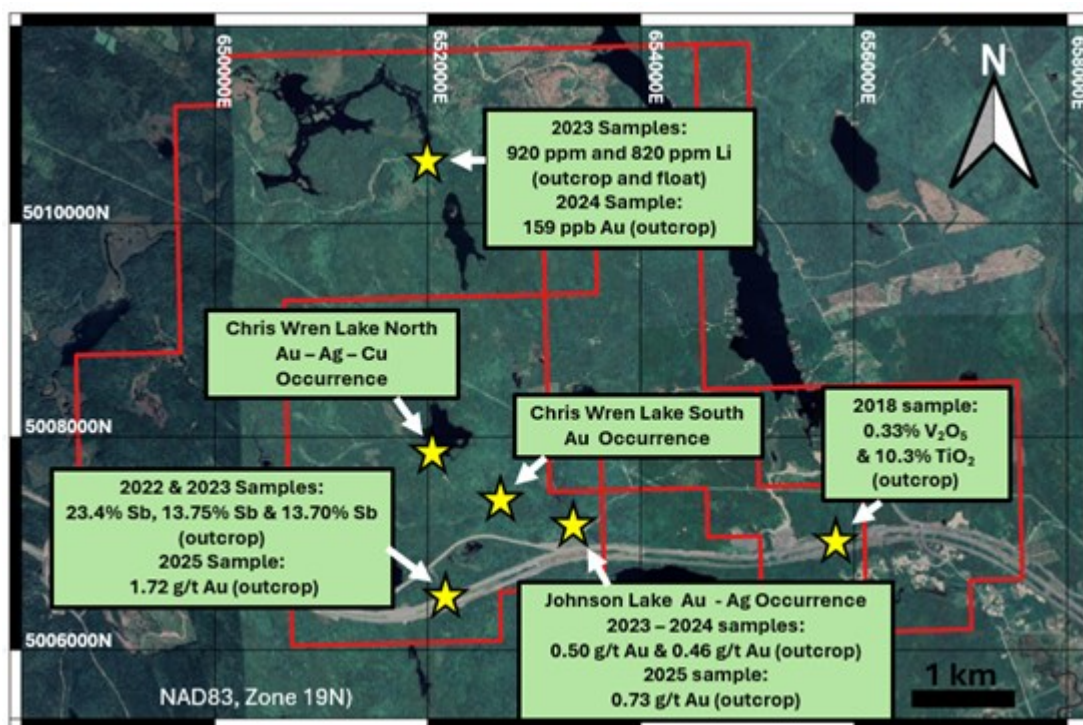 650000E
652000E
654000E
656000E
658000E
N
2023 Samples:
920 ppm and 820 ppm Li
(outcrop and float)
2024 Sample:
159 ppb Au (outcrop)
5010000N
Chris Wren Lake North
Au – Ag – Cu
Occurrence
Chris Wren Lake South
Au Occurrence
2018 sample:
0.33% V₂O₅
& 10.3% TiO₂
(outcrop)
5008000N
2022 & 2023 Samples:
23.4% Sb, 13.75% Sb & 13.70% Sb
(outcrop)
2025 Sample:
1.72 g/t Au (outcrop)
Johnson Lake Au - Ag Occurrence
2023 – 2024 samples:
0.50 g/t Au & 0.46 g/t Au (outcrop)
2025 sample:
0.73 g/t Au (outcrop)
5006000N
NAD83, Zone 19N)
1 km